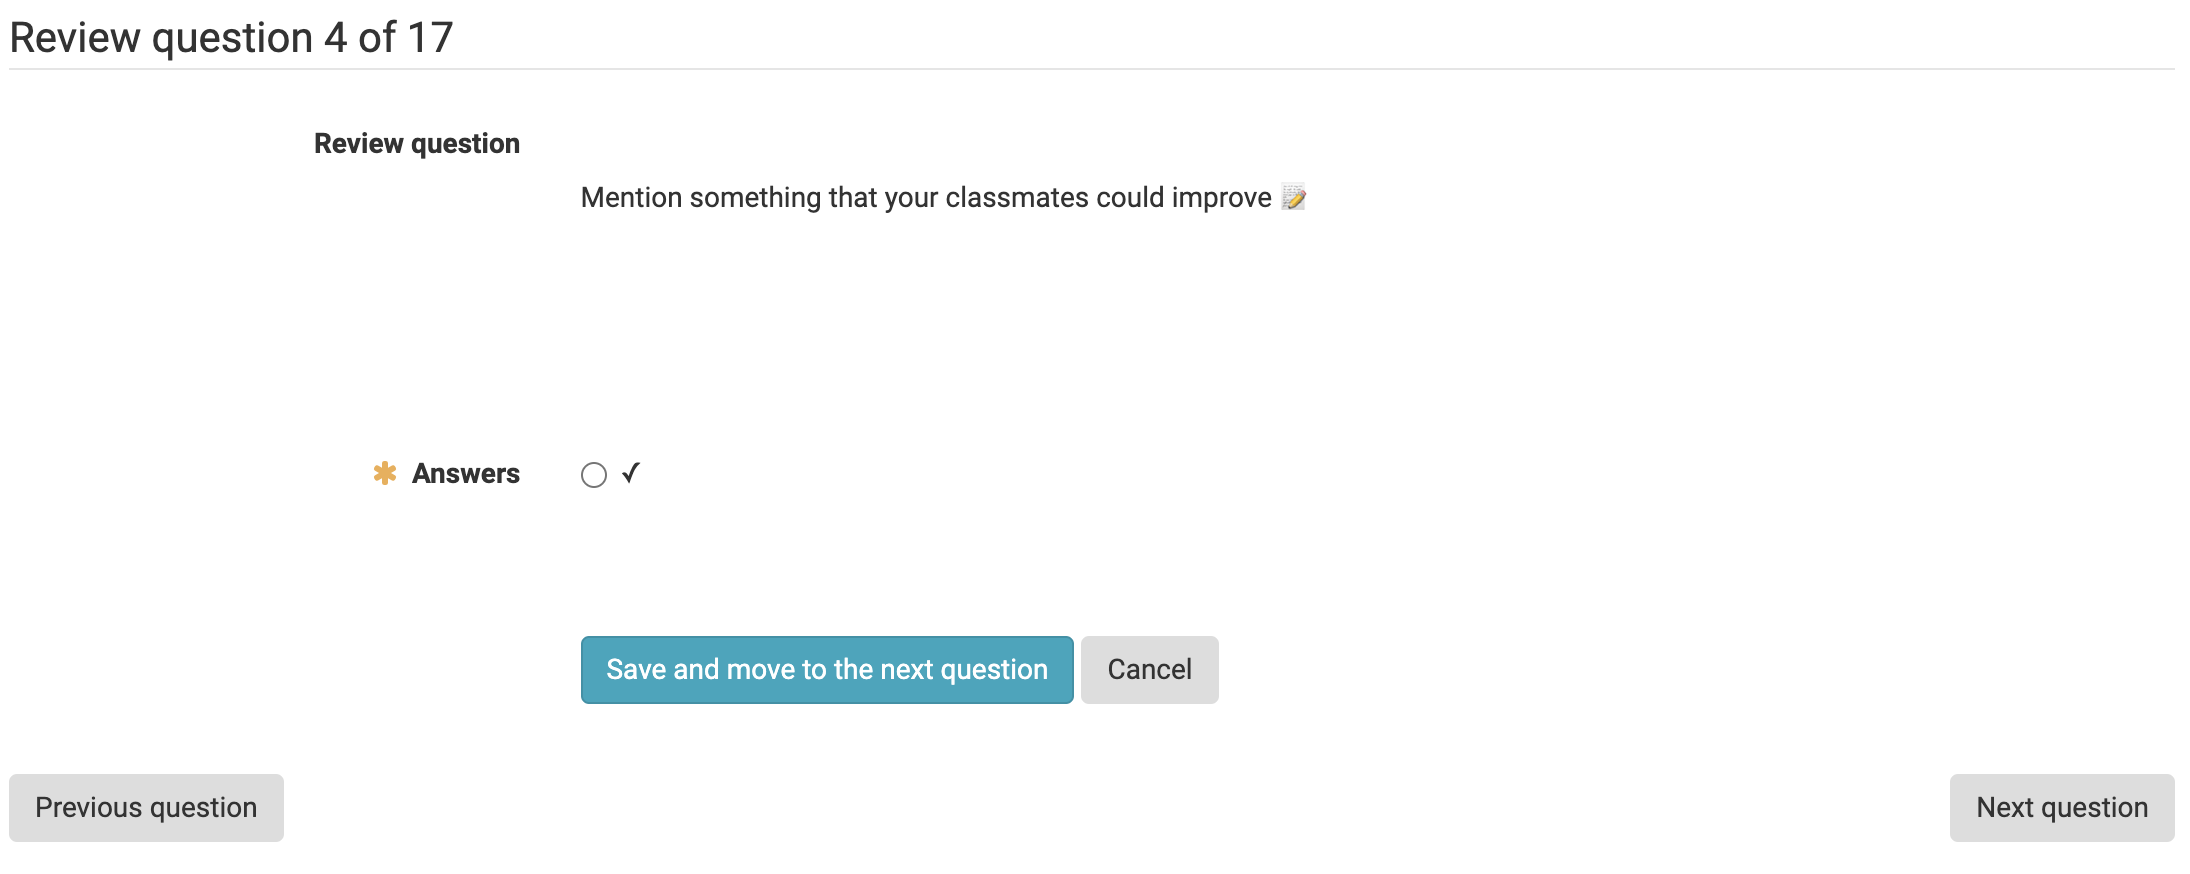 Review question 4 of 17
Review question
Mention something that your classmates could improve 📝
✱ Answers ✓
Save and move to the next question
Cancel
Previous question
Next question